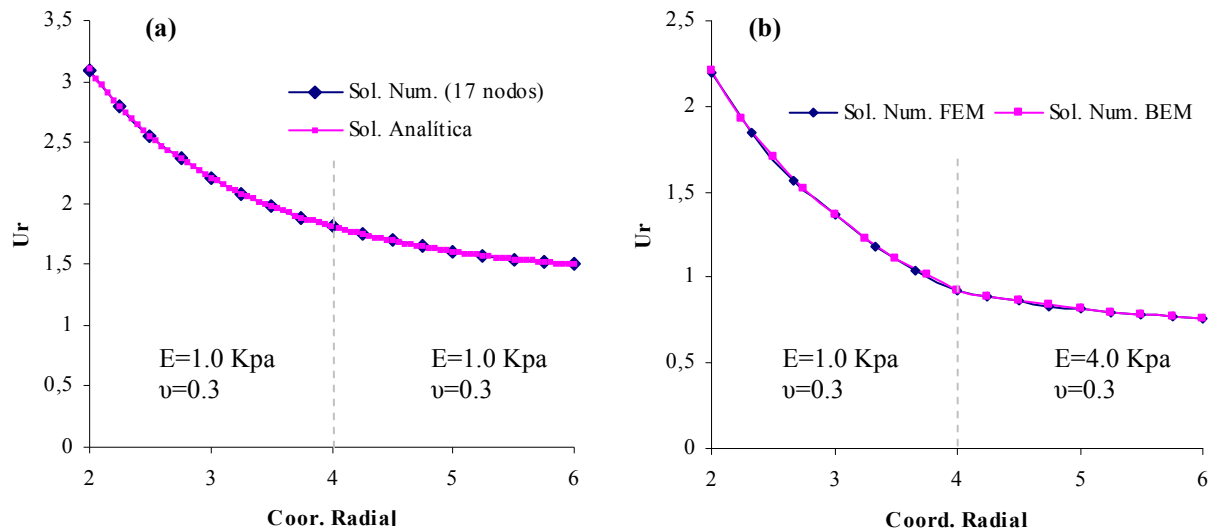 (a)
3,5
3
2,5
2
1,5
1
0,5
0
Ur
Sol. Num. (17 nodos)
Sol. Analítica
E=1.0 Kpa
υ=0.3
E=1.0 Kpa
υ=0.3
2
3
4
5
6
Coor. Radial
(b)
2,5
2
1,5
1
0,5
0
Ur
Sol. Num. FEM
Sol. Num. BEM
E=1.0 Kpa
υ=0.3
E=4.0 Kpa
υ=0.3
2
3
4
5
6
Coord. Radial